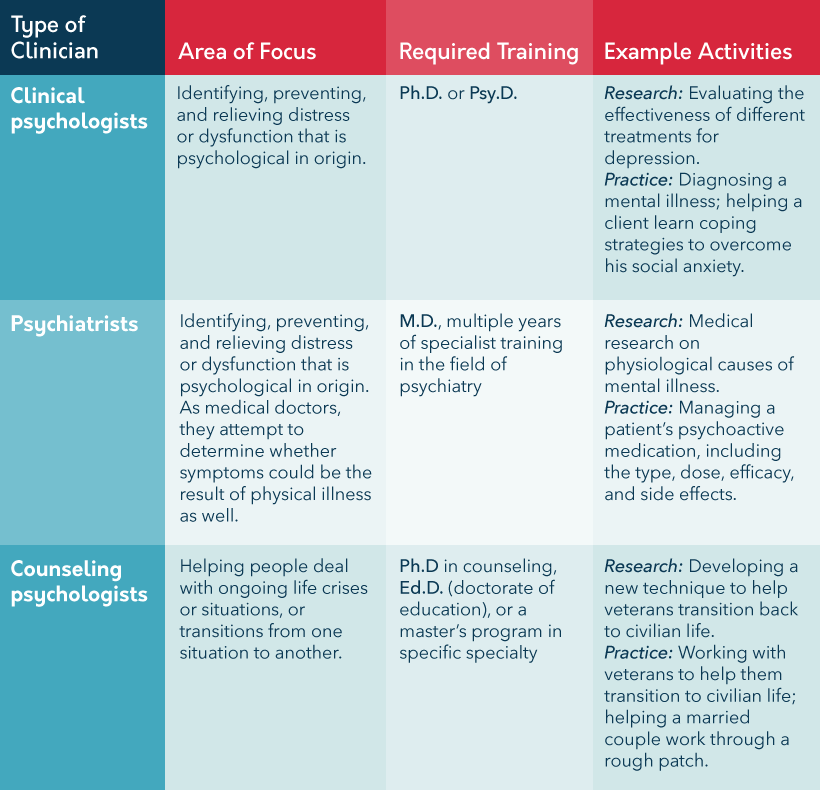 Type of
Clinician
Area of Focus
Required Training
Example Activities
Clinical
psychologists
Identifying, preventing,
and relieving distress
or dysfunction that is
psychological in origin.
Ph.D. or Psy.D.
Research: Evaluating the
effectiveness of different
treatments for
depression.
Practice: Diagnosing a
mental illness; helping a
client learn coping
strategies to overcome
his social anxiety.
Psychiatrists
Identifying, preventing,
and relieving distress
or dysfunction that is
psychological in origin.
As medical doctors,
they attempt to
determine whether
symptoms could be the
result of physical illness
as well.
M.D., multiple years
of specialist training
in the field of
psychiatry
Research: Medical
research on
physiological causes of
mental illness.
Practice: Managing a
patient’s psychoactive
medication, including
the type, dose, efficacy,
and side effects.
Counseling
psychologists
Helping people deal
with ongoing life crises
or situations, or
transitions from one
situation to another.
Ph.D in counseling,
Ed.D. (doctorate of
education), or a
master’s program in
specific specialty
Research: Developing a
new technique to help
veterans transition back
to civilian life.
Practice: Working with
veterans to help them
transition to civilian life;
helping a married
couple work through a
rough patch.